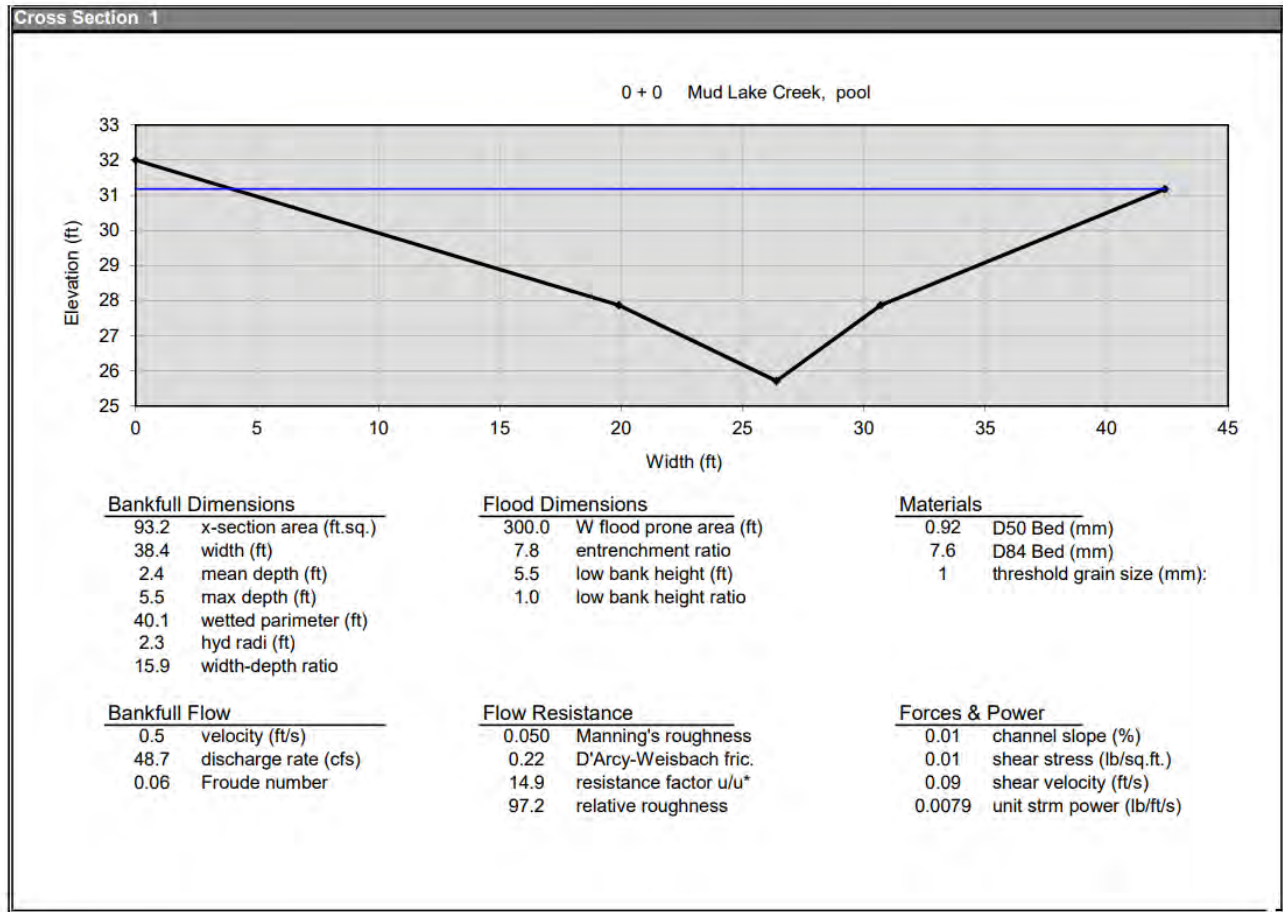 Cross Section 1
0 + 0 Mud Lake Creek, pool
33
32
31
30
29
28
27
26
25
Elevation (ft)
0 5 10 15 20 25 30 35 40 45
Width (ft)
Bankfull Dimensions
93.2 x-section area (ft.sq.)
38.4 width (ft)
2.4 mean depth (ft)
5.5 max depth (ft)
40.1 wetted parimeter (ft)
2.3 hyd radi (ft)
15.9 width-depth ratio
Flood Dimensions
300.0 W flood prone area (ft)
7.8 entrenchment ratio
5.5 low bank height (ft)
1.0 low bank height ratio
Materials
0.92 D50 Bed (mm)
7.6 D84 Bed (mm)
1 threshold grain size (mm):
Bankfull Flow
0.5 velocity (ft/s)
48.7 discharge rate (cfs)
0.06 Froude number
Flow Resistance
0.050 Manning's roughness
0.22 D'Arcy-Weisbach fric.
14.9 resistance factor u/u*
97.2 relative roughness
Forces & Power
0.01 channel slope (%)
0.01 shear stress (lb/sq.ft.)
0.09 shear velocity (ft/s)
0.0079 unit strm power (lb/ft/s)